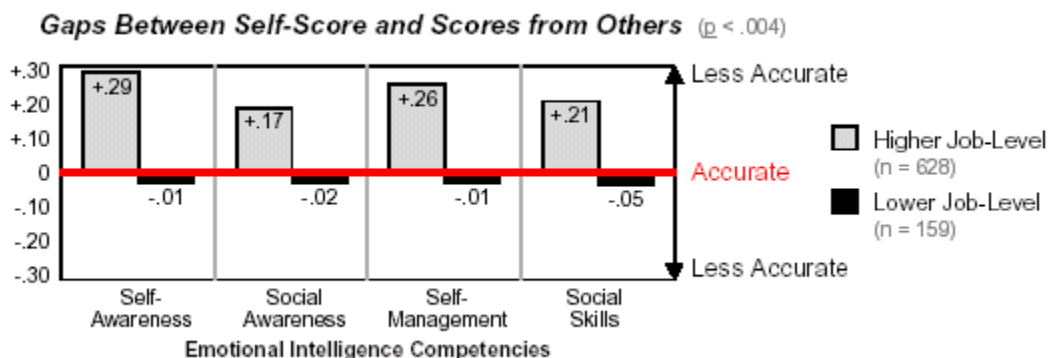 Gaps Between Self-Score and Scores from Others (p < .004)
+.30
+.20
+.10
0
-.10
-.20
-.30
+.29
-.01
+.17
-.02
+.26
-.01
+.21
-.05
Less Accurate
Accurate
Less Accurate
Higher Job-Level
(n = 628)
Lower Job-Level
(n = 159)
Self-
Awareness
Social
Awareness
Self-
Management
Social
Skills
Emotional Intelligence Competencies